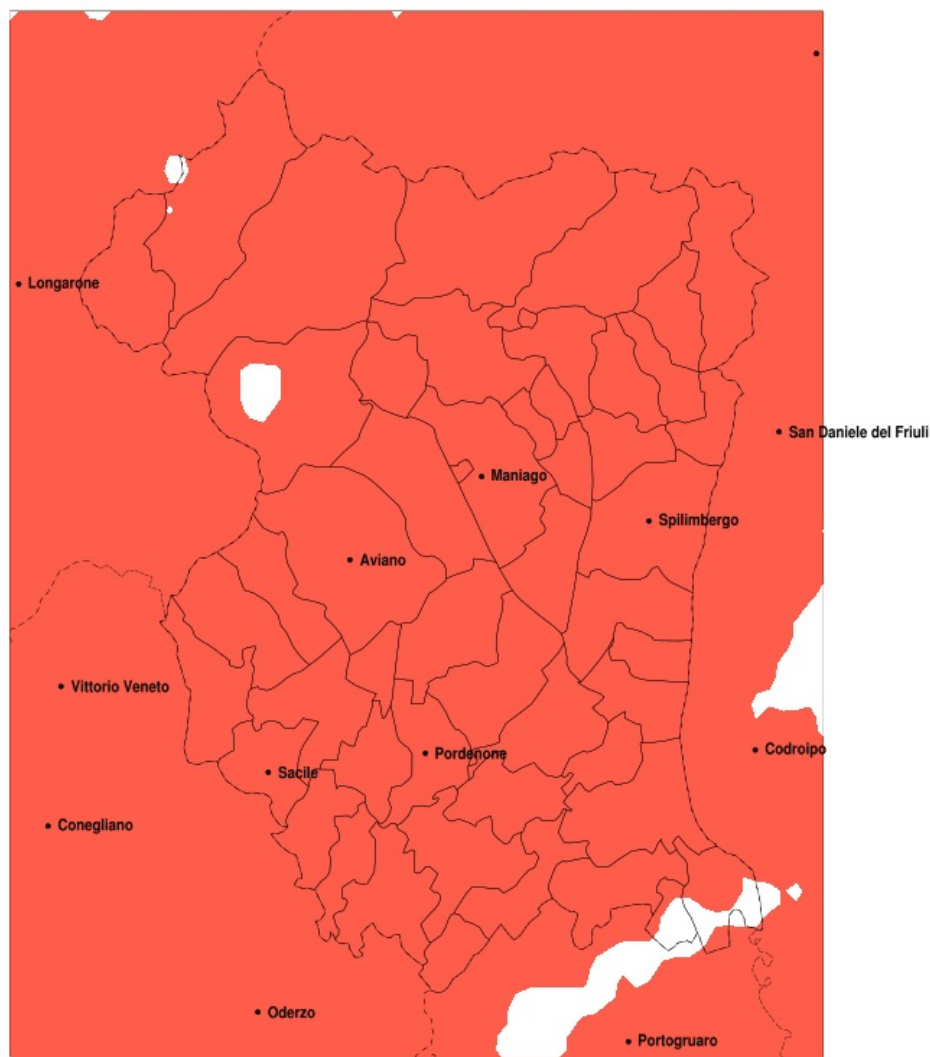 Longarone
San Daniele del Friuli
Maniago
Spilimbergo
Aviano
Vittorio Veneto
Codroipo
Pordenone
Sacile
Conegliano
Oderzo
Portogruaro